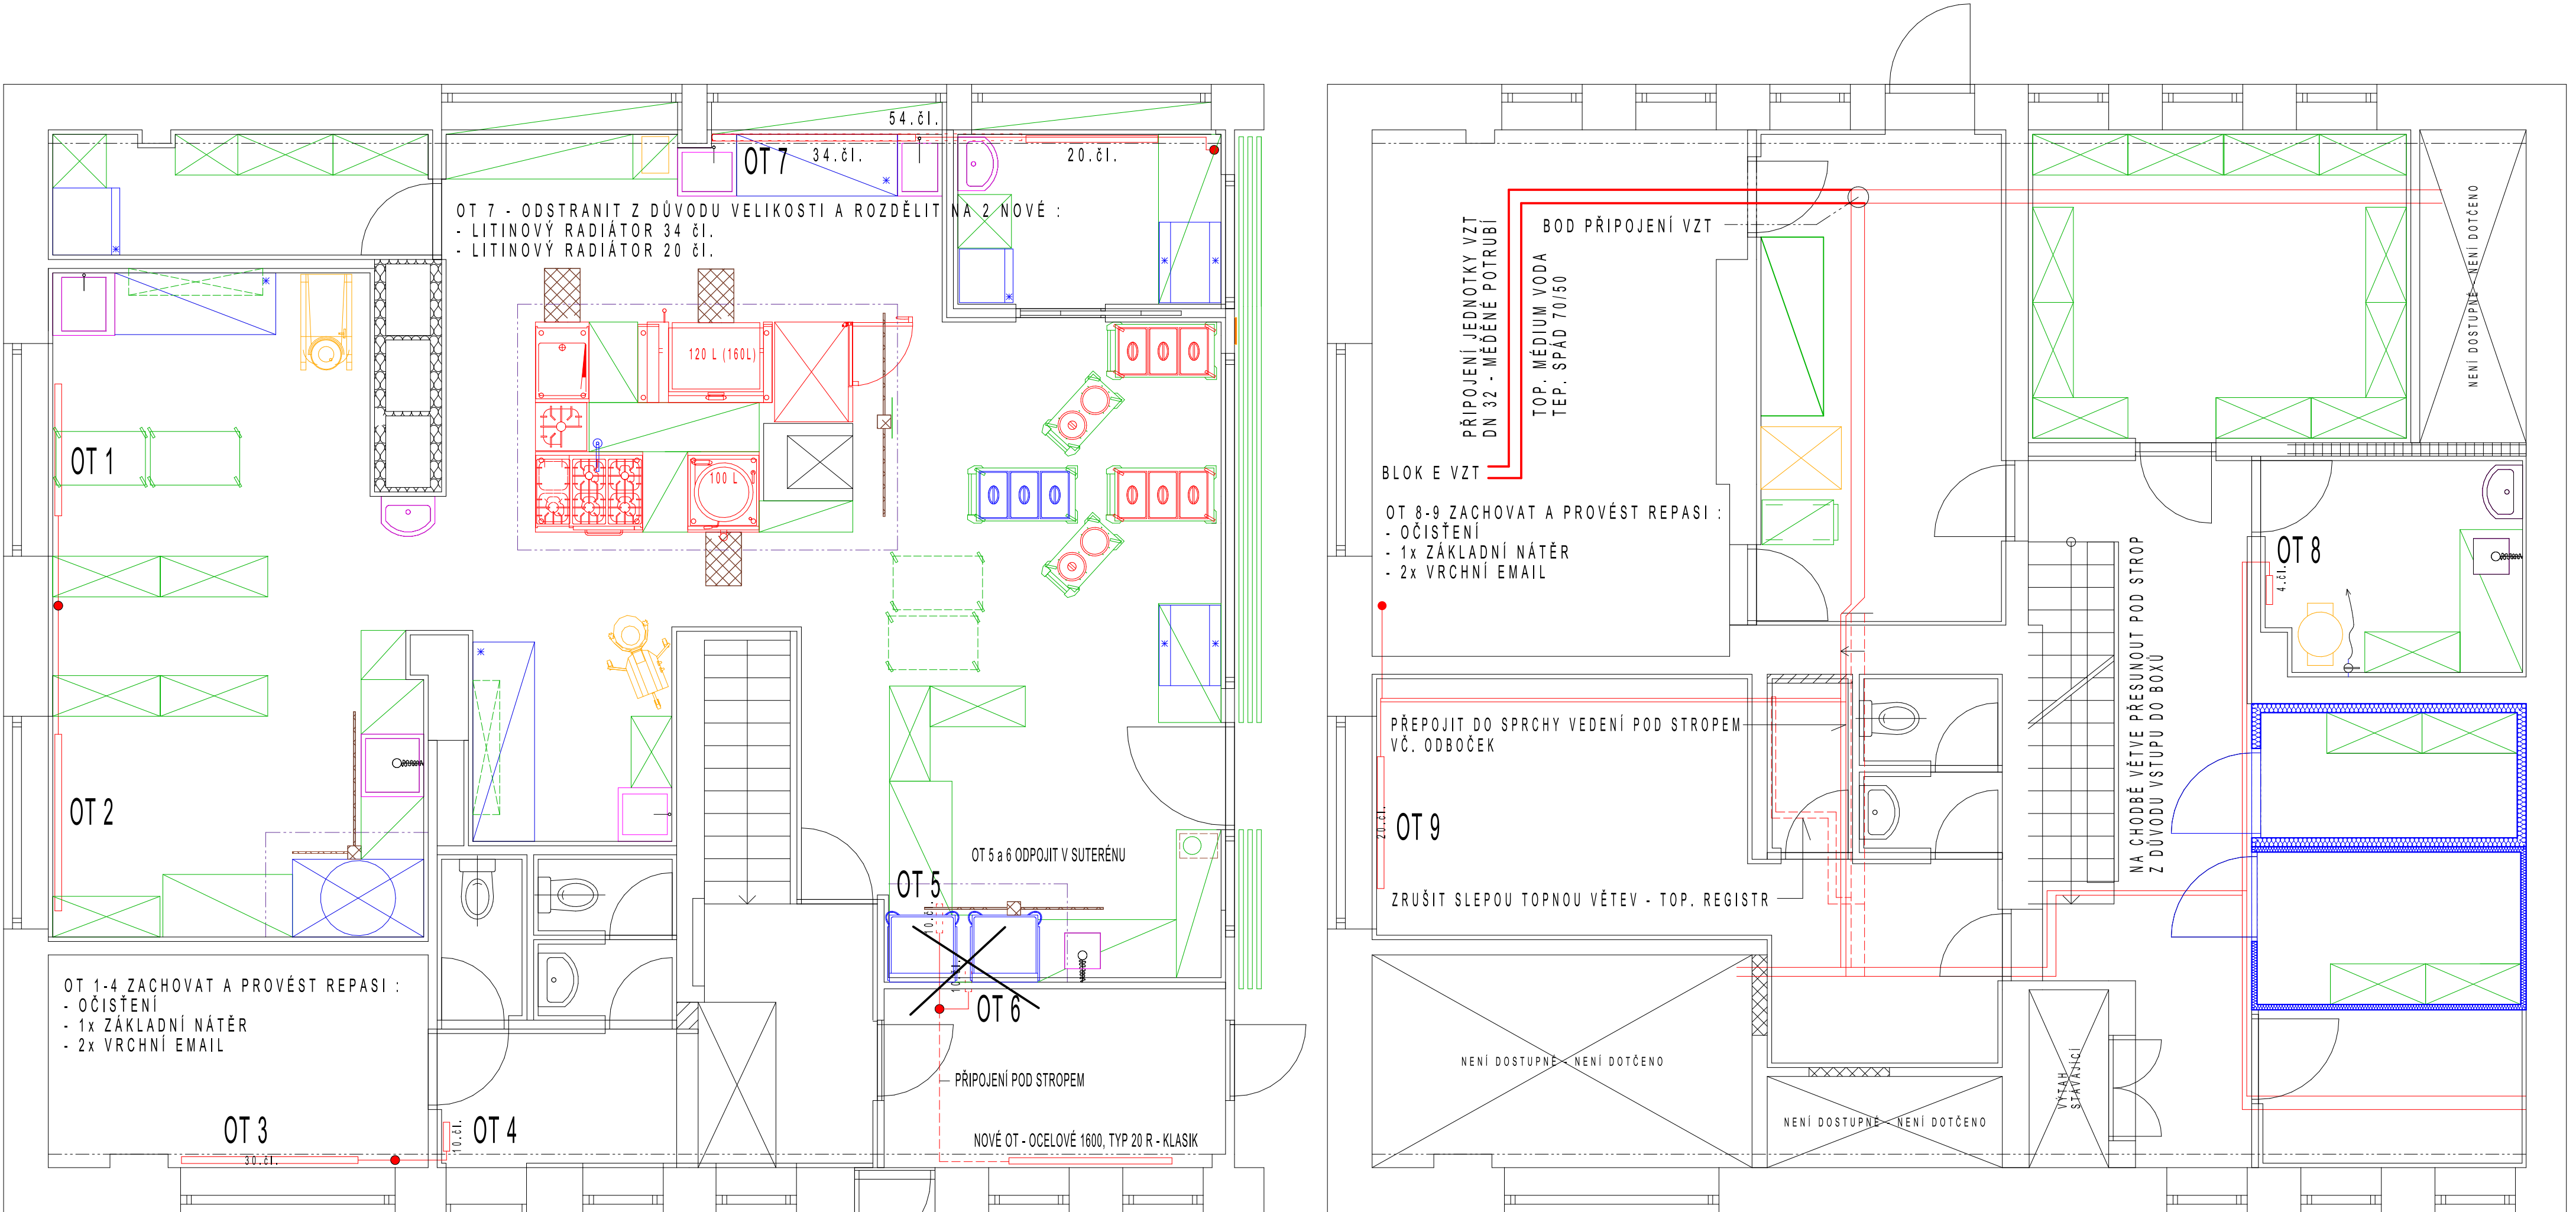 54.čl.
OT 7
34.čl.
20.čl.
OT 7 - ODSTRANIT Z DŮVODU VELIKOSTI A ROZDĚLIT NA 2 NOVÉ :
- LITINOVÝ RADIÁTOR 34 čl.
- LITINOVÝ RADIÁTOR 20 čl.
120 L (160L)
100 L
OT 1
OT 2
OT 5 a 6 ODPOJIT V SUTERÉNU
OT 5
10.čl.
OT 6
OT 1-4 ZACHOVAT A PROVÉST REPASI :
- OČISTĚNÍ
- 1x ZÁKLADNÍ NÁTĚR
- 2x VRCHNÍ EMAIL
PŘIPOJENÍ POD STROPEM
OT 3
30.čl.
10.čl.
OT 4
NOVÉ OT - OCELOVÉ 1600, TYP 20 R - KLASIK
PŘIPOJENÍ JEDNOTKY VZT
DN 32 - MĚDĚNÉ POTRUBÍ
TOP. MÉDIUM VODA
TEP. SPÁD 70/50
BOD PŘIPOJENÍ VZT
NENÍ DOSTUPNÉ - NENÍ DOTČENO
BLOK E VZT
OT 8-9 ZACHOVAT A PROVÉST REPASI :
- OČISTĚNÍ
- 1x ZÁKLADNÍ NÁTĚR
- 2x VRCHNÍ EMAIL
OT 8
4.čl.
NA CHODBĚ VĚTVE PŘESUNOUT POD STROP
Z DŮVODU VSTUPU DO BOXŮ
PŘEPOJIT DO SPRCHY VEDENÍ POD STROPEM
VČ. ODBOČEK
20.čl.
OT 9
ZRUŠIT SLEPOU TOPNOU VĚTEV - TOP. REGISTR
NENÍ DOSTUPNÉ - NENÍ DOTČENO
NENÍ DOSTUPNÉ - NENÍ DOTČENO
VÝTAH
STÁVAJÍCÍ